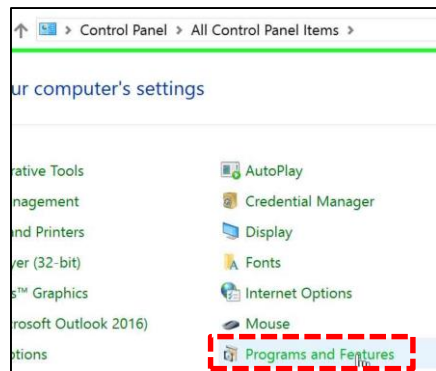 Control Panel > All Control Panel Items >
ur computer's settings
rative Tools
nagement
and Printers
yer (32-bit)
s™ Graphics
rosoft Outlook 2016)
ptions
AutoPlay
Credential Manager
Display
Fonts
Internet Options
Mouse
Programs and Features